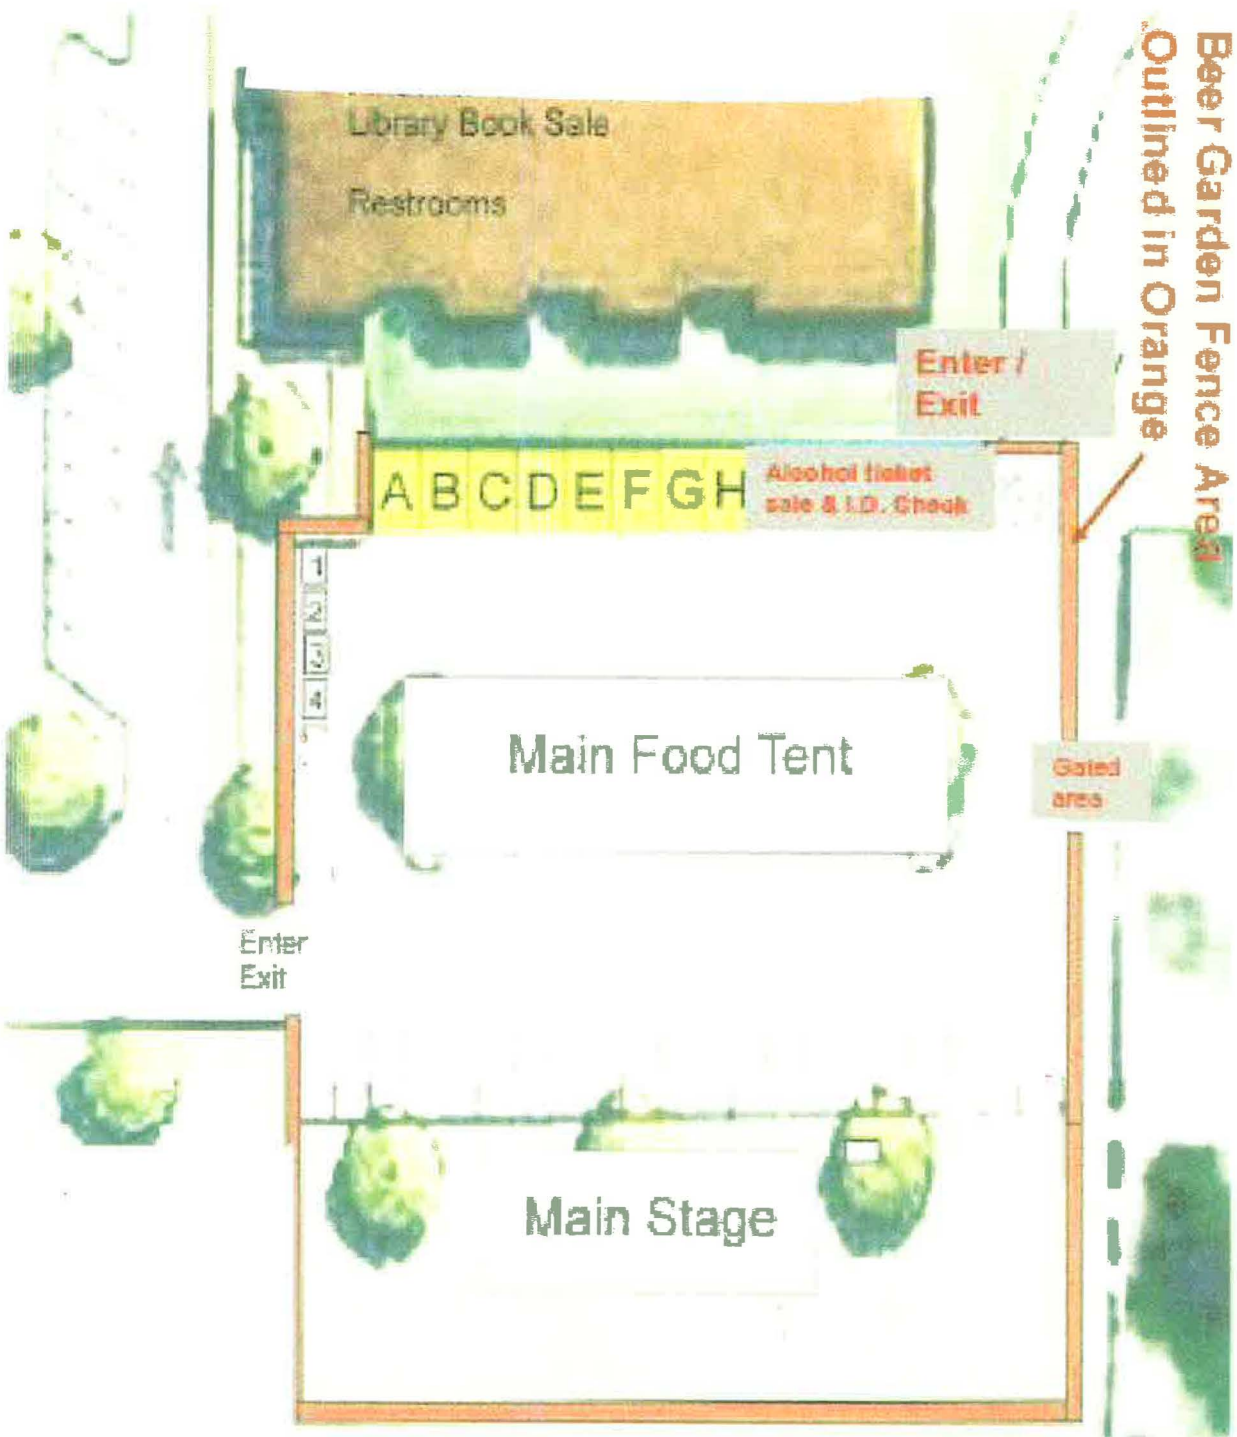 Beer Garden Fence Area
Outlined in Orange
Library Book Sale
Restrooms
Enter /
Exit
A B C D E F G H
Alcohol ticket
sale & I.D. Check
1
2
3
4
Main Food Tent
Gated
area
Enter
Exit
Main Stage